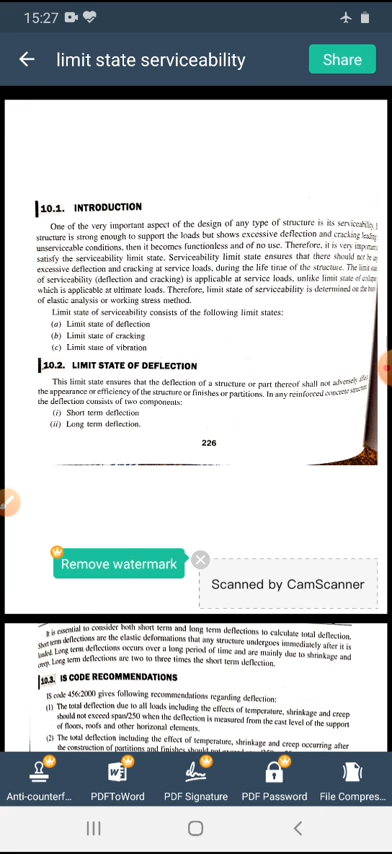 15:27
limit state serviceability
Share
10.1. INTRODUCTION
One of the very important aspect of the design of any type of structure is its serviceability,
structure is strong enough to support the loads but shows excessive deflection and cracking leading
unserviceable conditions, then it becomes functionless and of no use. Therefore, it is very important
satisfy the serviceability limit state. Serviceability limit state ensures that there should not be
excessive deflection and cracking at service loads, during the life time of the structure. The limit
of serviceability (deflection and cracking) is applicable at service loads, unlike limit state of collapse
which is applicable at ultimate loads. Therefore, limit state of serviceability is determined on the
of elastic analysis or working stress method.
Limit state of serviceability consists of the following limit states:
(a) Limit state of deflection
(b) Limit state of cracking
(c) Limit state of vibration
10.2. LIMIT STATE OF DEFLECTION
This limit state ensures that the deflection of a structure or part thereof shall not adversely
the appearance or efficiency of the structure or finishes or partitions. In any reinforced concrete
the deflection consists of two components:
(i) Short term deflection
(ii) Long term deflection.
226
Remove watermark
Scanned by CamScanner
It is essential to consider both short term and long term deflections to calculate total deflection.
Short term deflections are the elastic deformations that any structure undergoes immediately after it is
loaded. Long term deflections occurs over a long period of time and are mainly due to shrinkage and
creep. Long term deflections are two to three times the short term deflection.
10.3. IS CODE RECOMMENDATIONS
IS code 456:2000 gives following recommendations regarding deflection:
(1) The total deflection due to all loads including the effects of temperature, shrinkage and creep
should not exceed span/250 when the deflection is measured from the cast level of the support
of floors, roofs and other horizontal elements.
(2) The total deflection including the effect of temperature, shrinkage and creep occurring after
the construction of partitions and finishes should not
Anti-counterf... PDFToWord PDF Signature PDF Password File Compres...